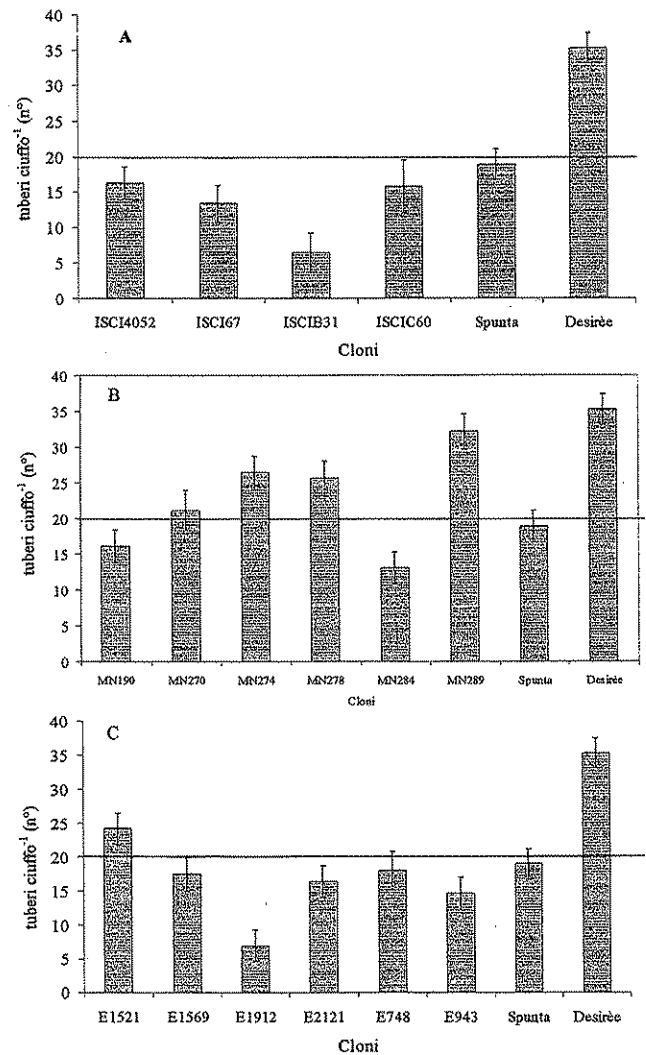 A
tuberi ciuffo⁻¹ (n°)
40
35
30
25
20
15
10
5
0
ISCI4052 ISCI67 ISCIB31 ISCIC60 Spunta Desirèe
Cloni
B
tuberi ciuffo⁻¹ (n°)
40
35
30
25
20
15
10
5
0
MN190 MN270 MN274 MN278 MN284 MN289 Spunta Desirèe
Cloni
C
tuberi ciuffo⁻¹ (n°)
40
35
30
25
20
15
10
5
0
E1521 E1569 E1912 E2121 E748 E943 Spunta Desirèe
Cloni